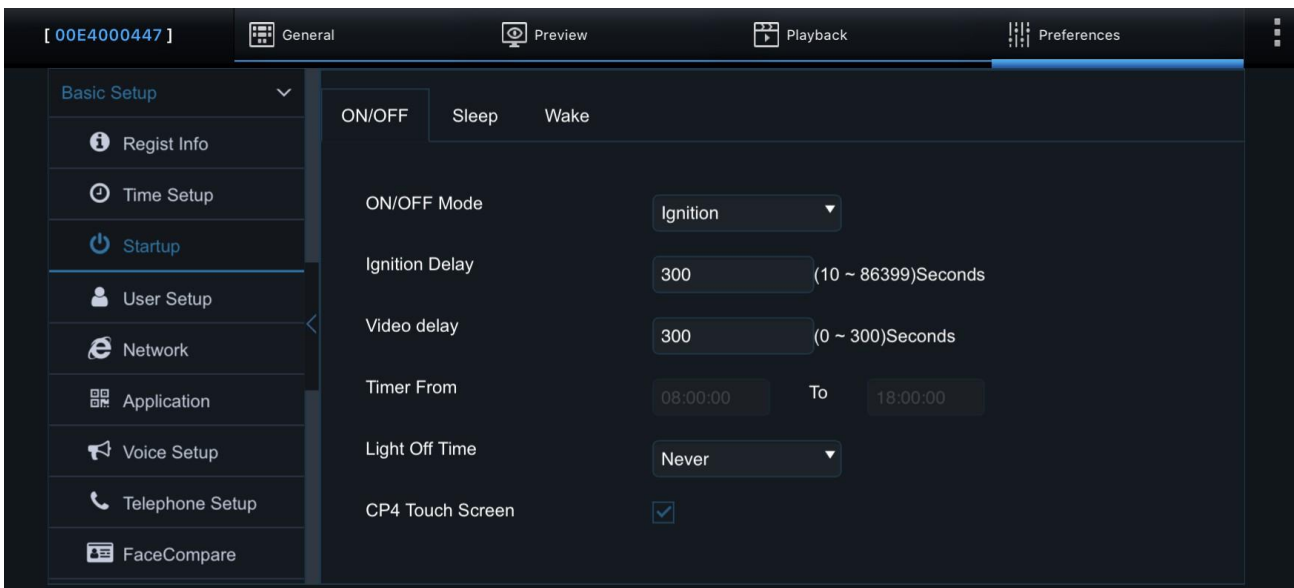 [ 00E4000447 ] General Preview Playback Preferences
Basic Setup
Regist Info
Time Setup
Startup
User Setup
Network
Application
Voice Setup
Telephone Setup
FaceCompare
ON/OFF Sleep Wake
ON/OFF Mode Ignition
Ignition Delay 300 (10 ~ 86399)Seconds
Video delay 300 (0 ~ 300)Seconds
Timer From 08:00:00 To 18:00:00
Light Off Time Never
CP4 Touch Screen